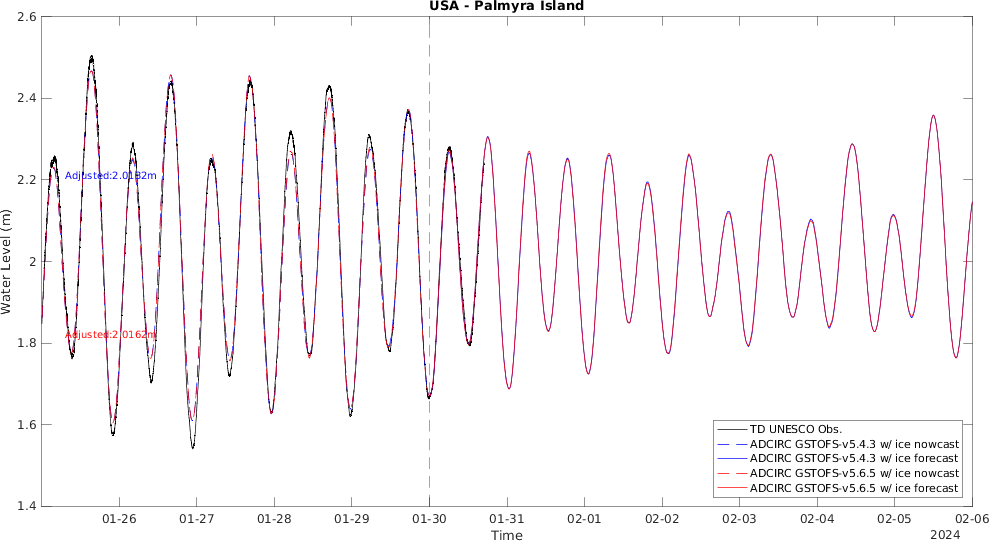 USA - Palmyra Island
2.6
2.4
2.2
2
1.8
1.6
1.4
Water Level (m)
Adjusted:2.0182m
Adjusted:2.0162m
TD UNESCO Obs.
ADCIRC GSTOFS-v5.4.3 w/ ice nowcast
ADCIRC GSTOFS-v5.4.3 w/ ice forecast
ADCIRC GSTOFS-v5.6.5 w/ ice nowcast
ADCIRC GSTOFS-v5.6.5 w/ ice forecast
01-26 01-27 01-28 01-29 01-30 01-31 02-01 02-02 02-03 02-04 02-05 02-06
Time
2024